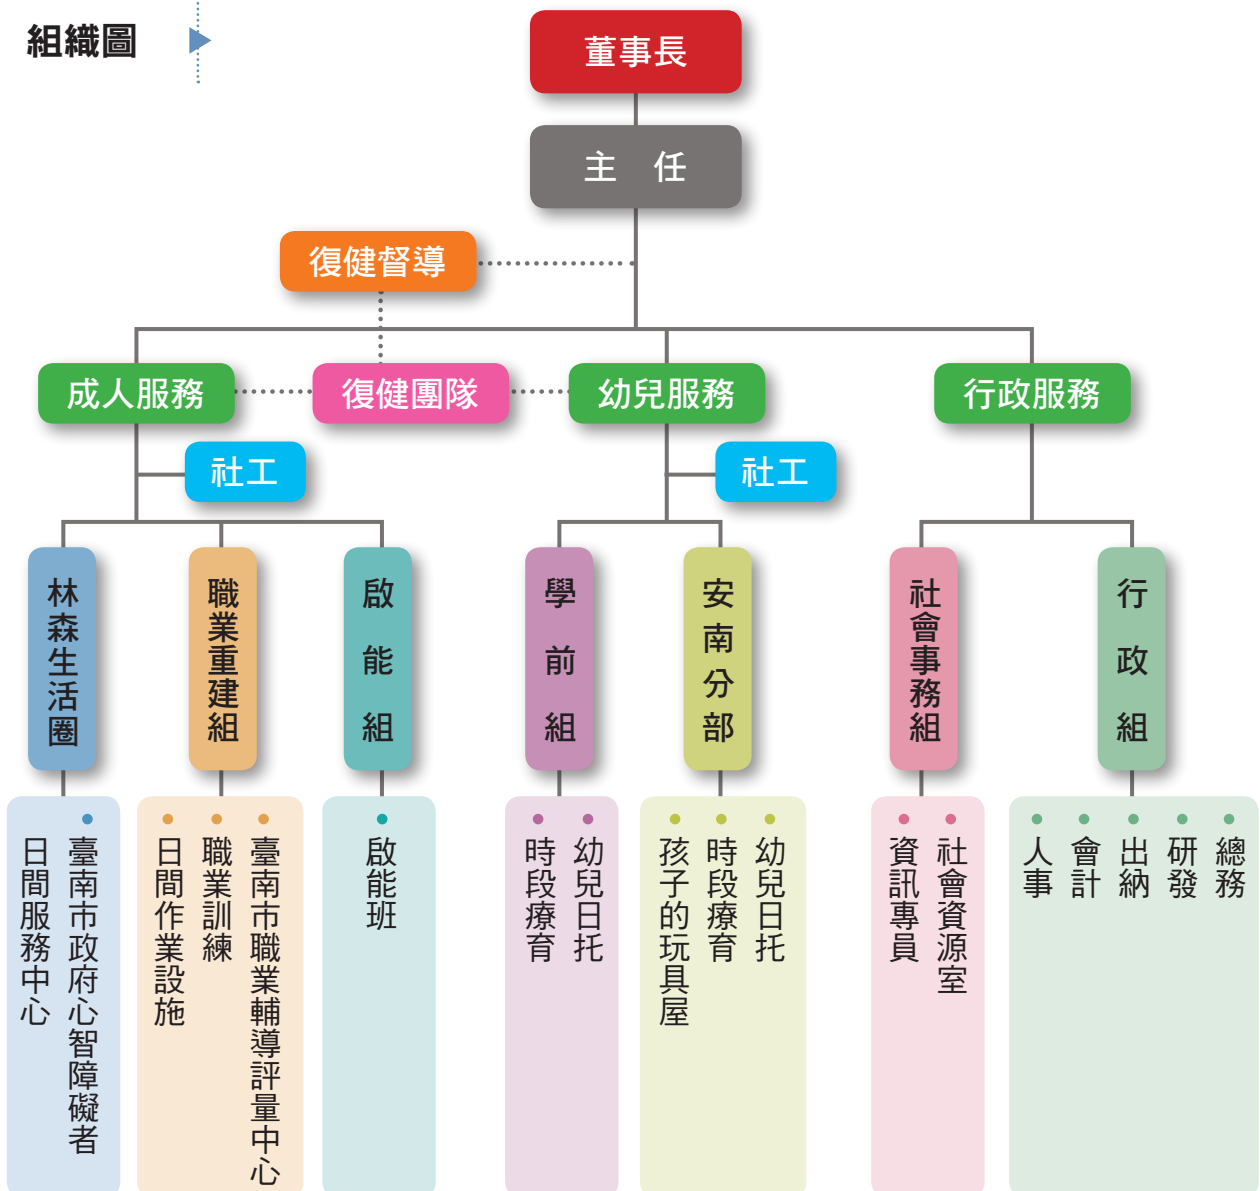 組織圖
董事長
主 任
復健督導
成人服務
復健團隊
幼兒服務
行政服務
社工
社工
林森生活圈
職業重建組
啟能組
學前組
安南分部
社會事務組
行政組
臺南市政府心智障礙者
日間服務中心
臺南市職業輔導評量中心
職業訓練
日間作業設施
啟能班
幼兒日托
時段療育
幼兒日托
時段療育
孩子的玩具屋
社會資源室
資訊專員
總務
研發
出納
會計
人事